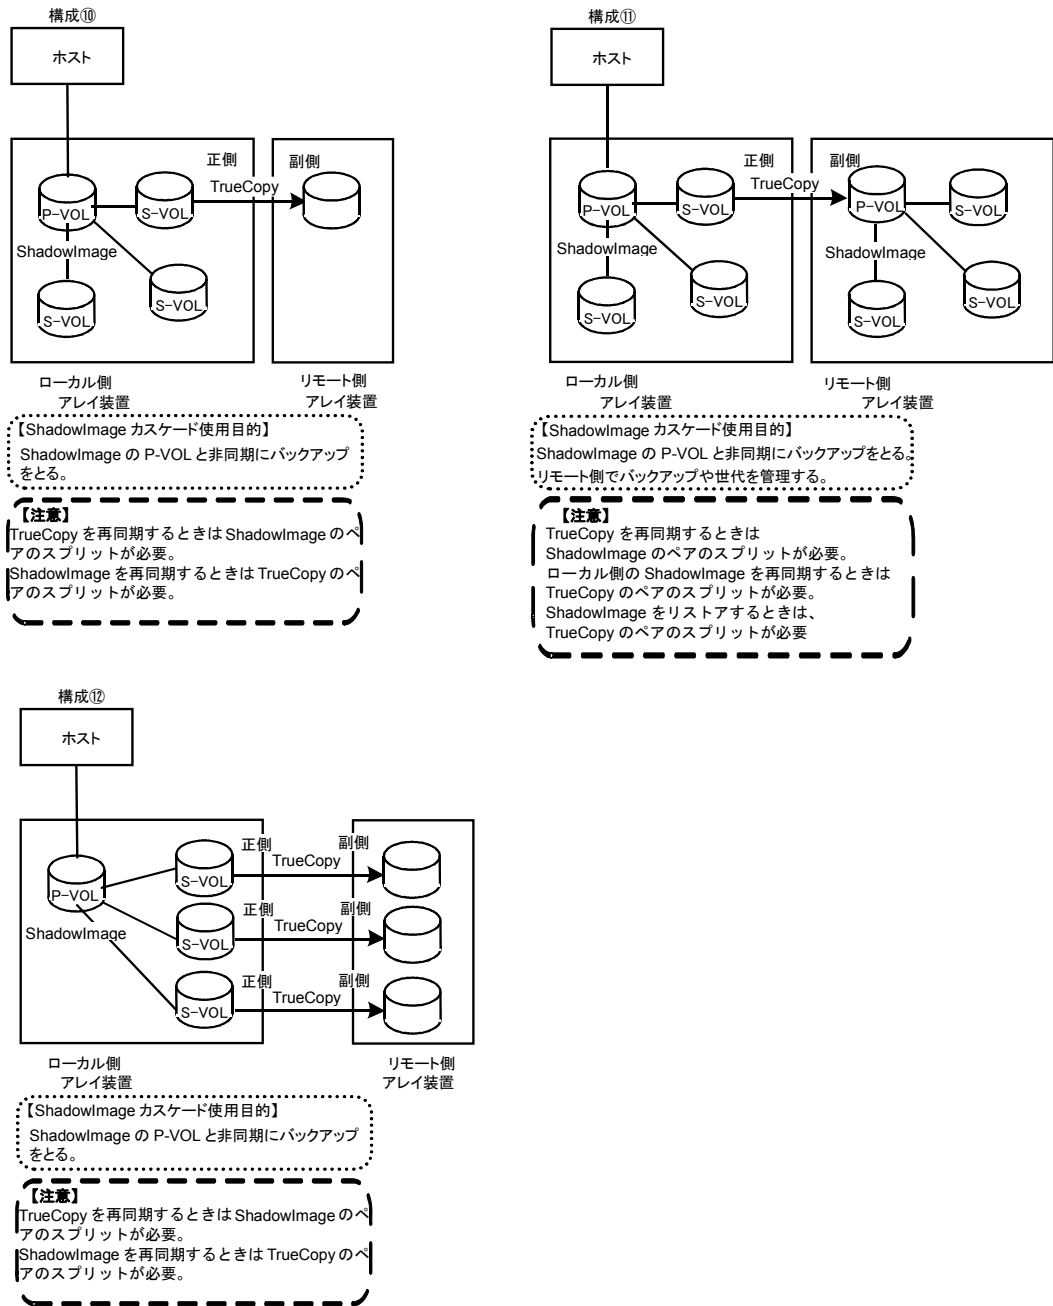 構成⑩
ホスト
正側
副側
TrueCopy
P-VOL
S-VOL
ShadowImage
S-VOL
S-VOL
ローカル側
アレイ装置
リモート側
アレイ装置
【ShadowImage カスケード使用目的】
ShadowImage の P-VOL と非同期にバックアップ
をとる。
【注意】
TrueCopy を再同期するときは ShadowImage のペ
アのスプリットが必要。
ShadowImage を再同期するときは TrueCopy のペ
アのスプリットが必要。
構成⑪
ホスト
正側
副側
TrueCopy
P-VOL
S-VOL
P-VOL
S-VOL
ShadowImage
ShadowImage
S-VOL
S-VOL
S-VOL
S-VOL
ローカル側
アレイ装置
リモート側
アレイ装置
【ShadowImage カスケード使用目的】
ShadowImage の P-VOL と非同期にバックアップをとる。
リモート側でバックアップや世代を管理する。
【注意】
TrueCopy を再同期するときは
ShadowImage のペアのスプリットが必要。
ローカル側の ShadowImage を再同期するときは
TrueCopy のペアのスプリットが必要。
ShadowImage をリストアするときは、
TrueCopy のペアのスプリットが必要
構成⑫
ホスト
正側
副側
TrueCopy
S-VOL
P-VOL
正側
副側
TrueCopy
ShadowImage
S-VOL
正側
副側
TrueCopy
S-VOL
ローカル側
アレイ装置
リモート側
アレイ装置
【ShadowImage カスケード使用目的】
ShadowImage の P-VOL と非同期にバックアップ
をとる。
【注意】
TrueCopy を再同期するときは ShadowImage のペ
アのスプリットが必要。
ShadowImage を再同期するときは TrueCopy のペ
アのスプリットが必要。